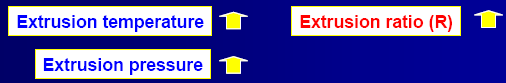 Extrusion temperature
Extrusion ratio (R)
Extrusion pressure